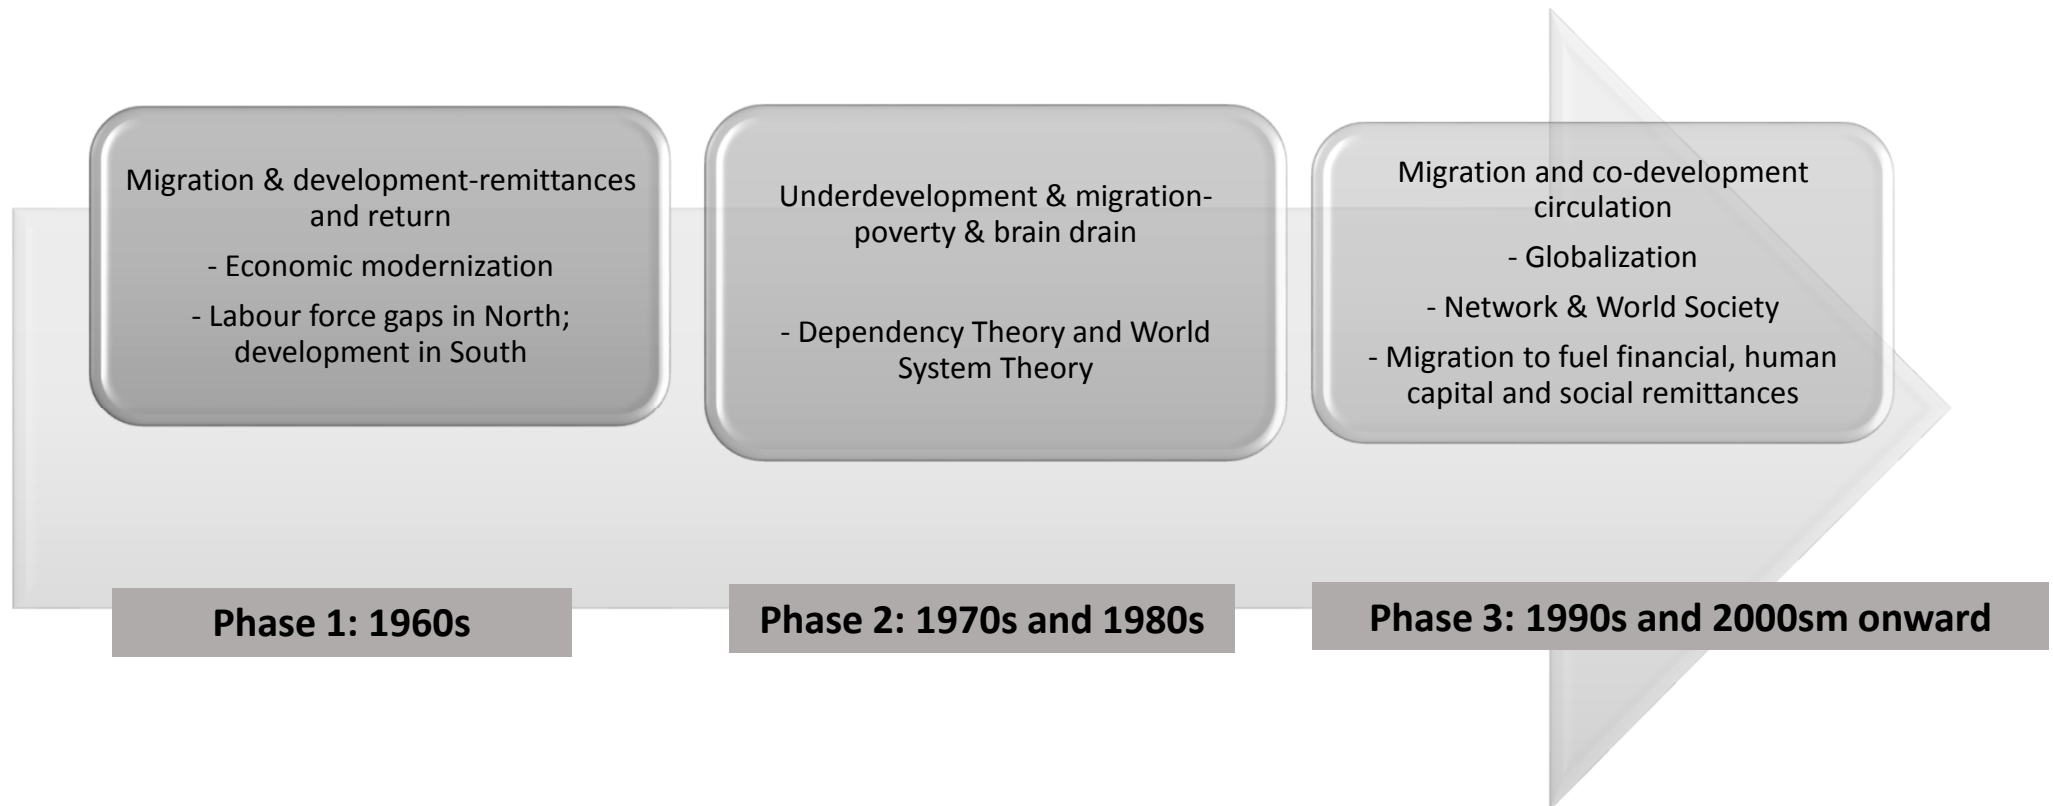 Migration & development-remittances
and return
- Economic modernization
- Labour force gaps in North;
development in South
Underdevelopment & migration-
poverty & brain drain
- Dependency Theory and World
System Theory
Migration and co-development
circulation
- Globalization
- Network & World Society
- Migration to fuel financial, human
capital and social remittances
Phase 1: 1960s
Phase 2: 1970s and 1980s
Phase 3: 1990s and 2000sm onward